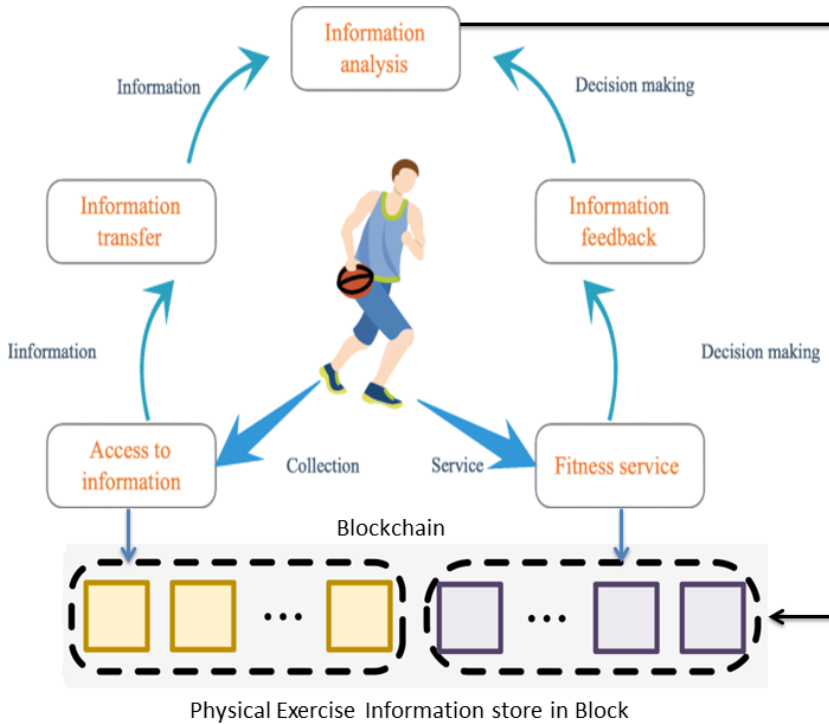 Information
analysis
Information
Decision making
Information
transfer
Information
feedback
Iinformation
Decision making
Access to
information
Collection
Service
Fitness service
Blockchain
...
...
Physical Exercise Information store in Block